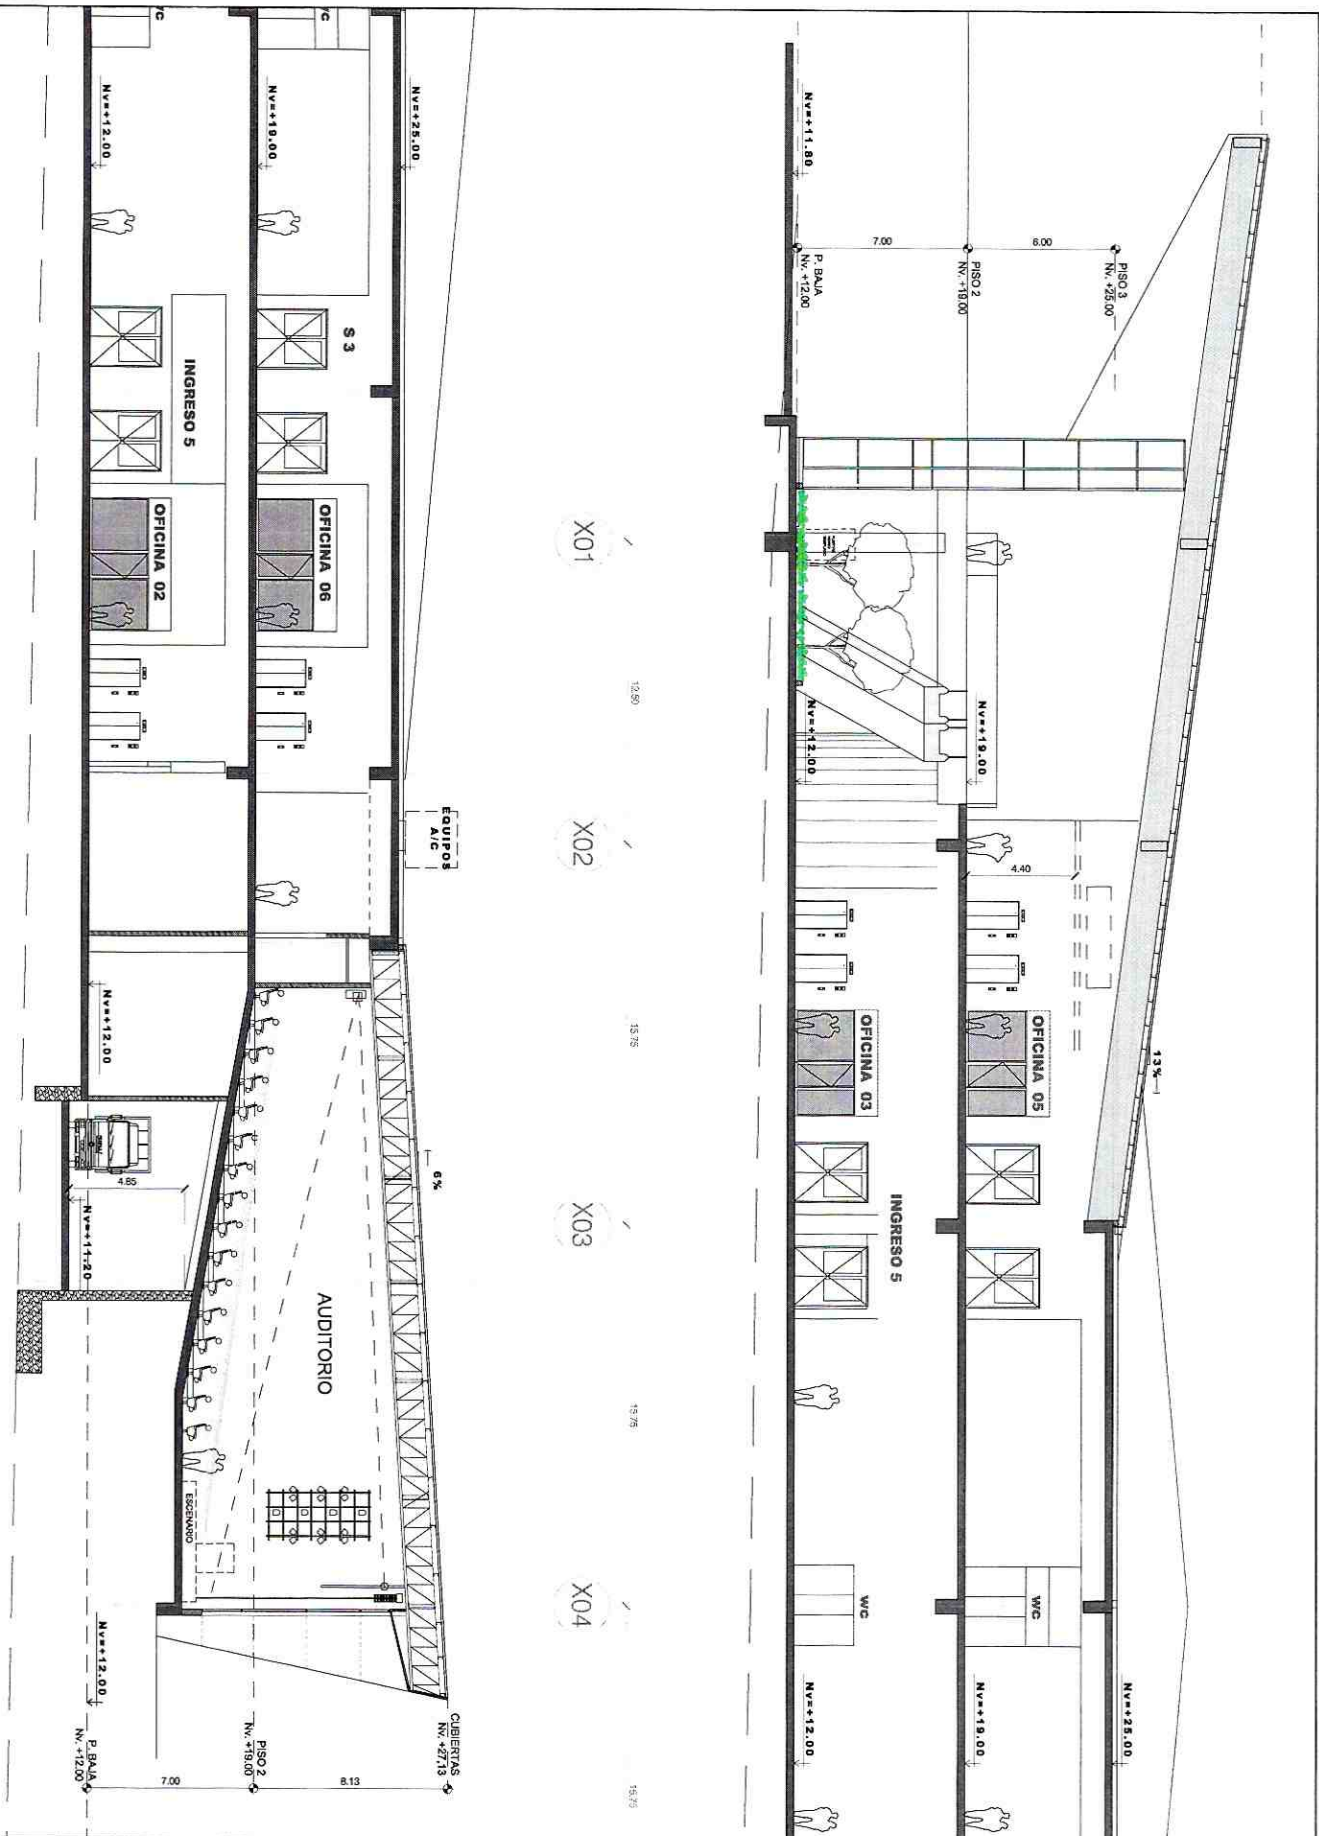 Nv=+11.80
7.00
6.00
P. BAJA
Nv. +12.00
PISO 2
Nv. +19.00
PISO 3
Nv. +25.00
Nv=+12.00
Nv=+19.00
4.40
OFICINA 03
OFICINA 05
13%
INGRESO 5
WC
WC
Nv=+12.00
Nv=+19.00
Nv=+25.00
X01
12.50
X02
15.75
X03
15.75
X04
15.75
Nv=+12.00
Nv=+19.00
Nv=+25.00
S 3
INGRESO 5
OFICINA 02
OFICINA 06
EQUIPOS
A/C
Nv=+12.00
4.85
Nv=+11.20
6%
AUDITORIO
ESCENARIO
Nv=+12.00
P. BAJA
Nv. +12.00
PISO 2
Nv. +19.00
CUBIERTAS
Nv. +27,13
7.00
8.13